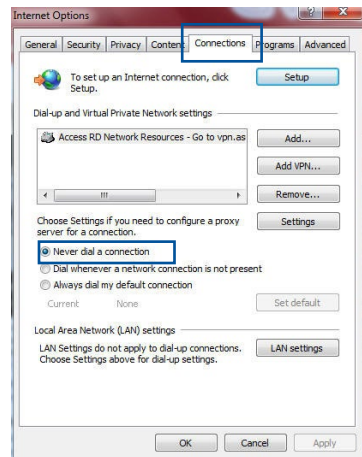 Internet Options
General Security Privacy Content Connections Programs Advanced
To set up an Internet connection, click
Setup.
Setup
Dial-up and Virtual Private Network settings
Access RD Network Resources - Go to vpn.as
Add...
Add VPN...
Remove...
Choose Settings if you need to configure a proxy
server for a connection.
Settings
Never dial a connection
Dial whenever a network connection is not present
Always dial my default connection
Current None
Set default
Local Area Network (LAN) settings
LAN Settings do not apply to dial-up connections.
Choose Settings above for dial-up settings.
LAN settings
OK Cancel Apply